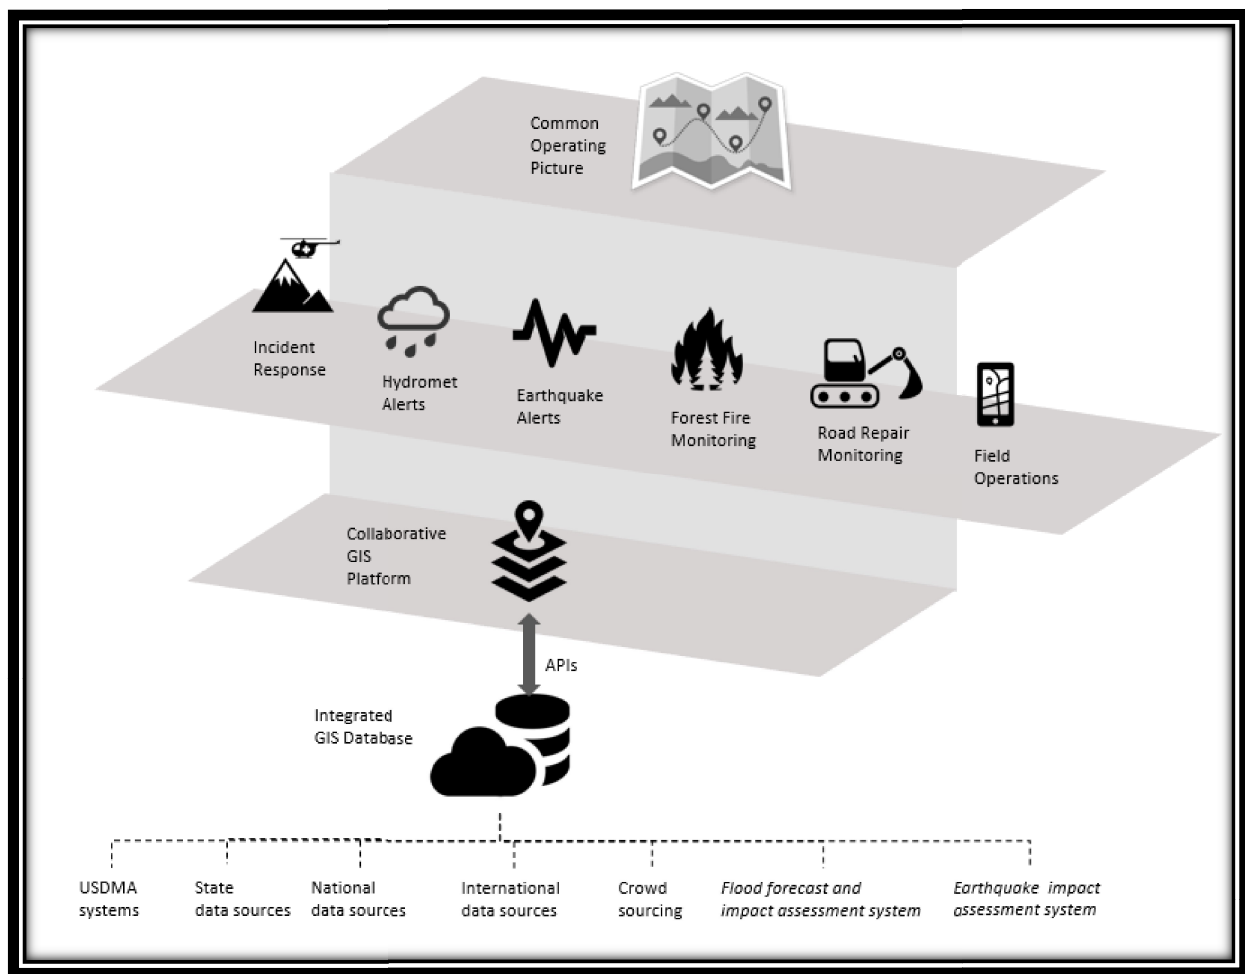 Common
Operating
Picture
Incident
Response
Hydromet
Alerts
Earthquake
Alerts
Forest Fire
Monitoring
Road Repair
Monitoring
Field
Operations
Collaborative
GIS
Platform
APIs
Integrated
GIS Database
USDMA
systems
State
data sources
National
data sources
International
data sources
Crowd
sourcing
Flood forecast and
impact assessment system
Earthquake impact
assessment system